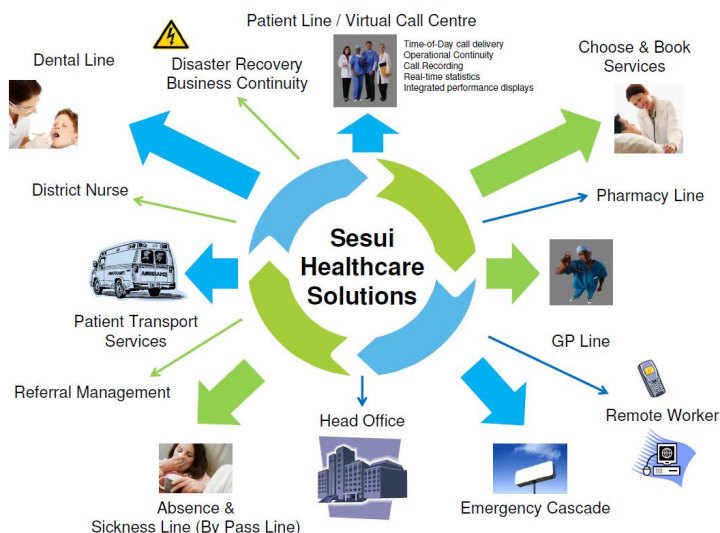 Patient Line / Virtual Call Centre
Time-of-Day call delivery
Operational Continuity
Call Recording
Real-time statistics
Integrated performance displays
Dental Line
Disaster Recovery
Business Continuity
Choose & Book
Services
District Nurse
Pharmacy Line
Sesui
Healthcare
Solutions
AMBULANCE
Patient Transport
Services
GP Line
Referral Management
Head Office
Remote Worker
Absence &
Sickness Line (By Pass Line)
Emergency Cascade